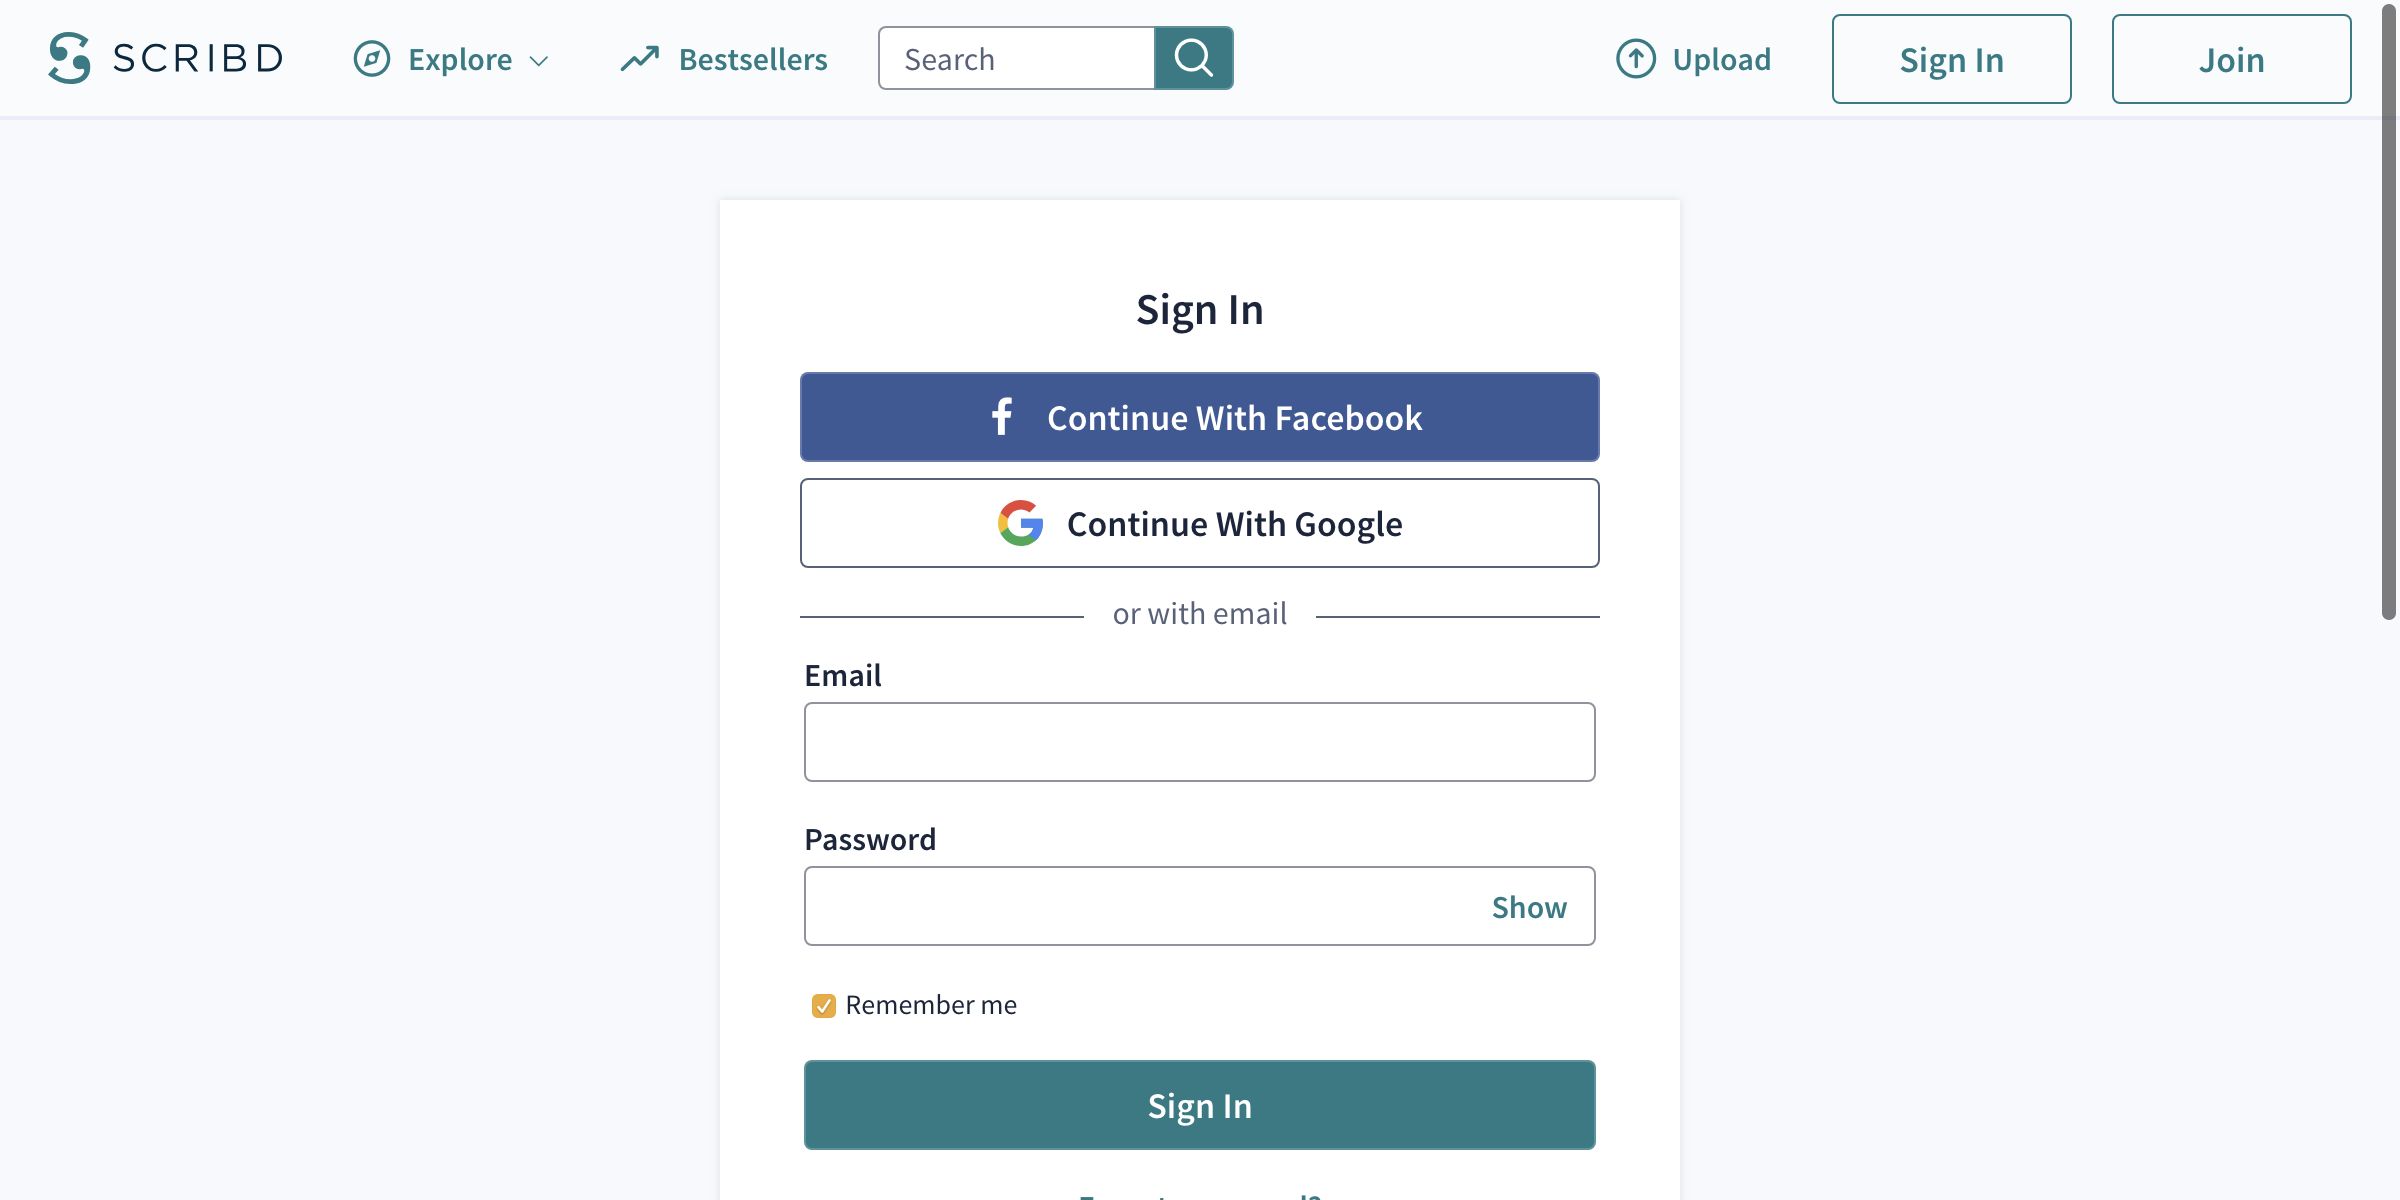 SCRIBD
Explore
Bestsellers
Search
Upload
Sign In
Join
Sign In
Continue With Facebook
Continue With Google
or with email
Email
Password
Show
Remember me
Sign In